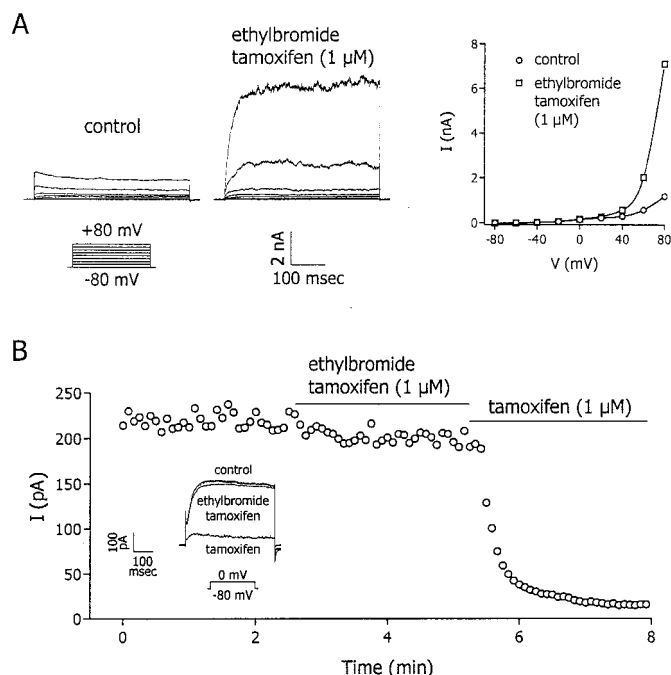 A
ethylbromide
tamoxifen (1 µM)
control
+80 mV
-80 mV
2 nA
100 msec
8
6
4
2
0
I (nA)
control
ethylbromide
tamoxifen
(1 µM)
-80 -40 0 40 80
V (mV)
B
ethylbromide
tamoxifen (1 µM)
tamoxifen (1 µM)
250
200
150
100
50
0
I (pA)
control
ethylbromide
tamoxifen
tamoxifen
100
pA
100
msec
0 mV
-80 mV
0 2 4 6 8
Time (min)